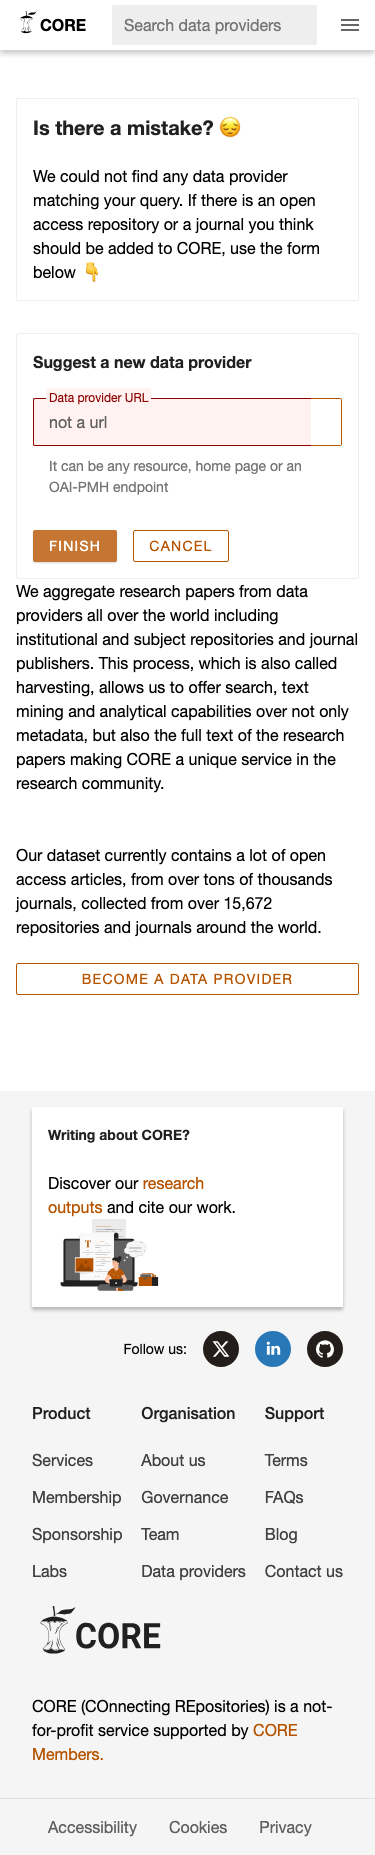 CORE
Search data providers
Is there a mistake? 😔
We could not find any data provider
matching your query. If there is an open
access repository or a journal you think
should be added to CORE, use the form
below 👇
Suggest a new data provider
Data provider URL
not a url
It can be any resource, home page or an
OAI-PMH endpoint
FINISH CANCEL
We aggregate research papers from data
providers all over the world including
institutional and subject repositories and journal
publishers. This process, which is also called
harvesting, allows us to offer search, text
mining and analytical capabilities over not only
metadata, but also the full text of the research
papers making CORE a unique service in the
research community.
Our dataset currently contains a lot of open
access articles, from over tons of thousands
journals, collected from over 15,672
repositories and journals around the world.
BECOME A DATA PROVIDER
Writing about CORE?
Discover our research
outputs and cite our work.
T
Follow us: X in
Product Organisation Support
Services About us Terms
Membership Governance FAQs
Sponsorship Team Blog
Labs Data providers Contact us
CORE
CORE (COnnecting REpositories) is a not-
for-profit service supported by CORE
Members.
Accessibility Cookies Privacy